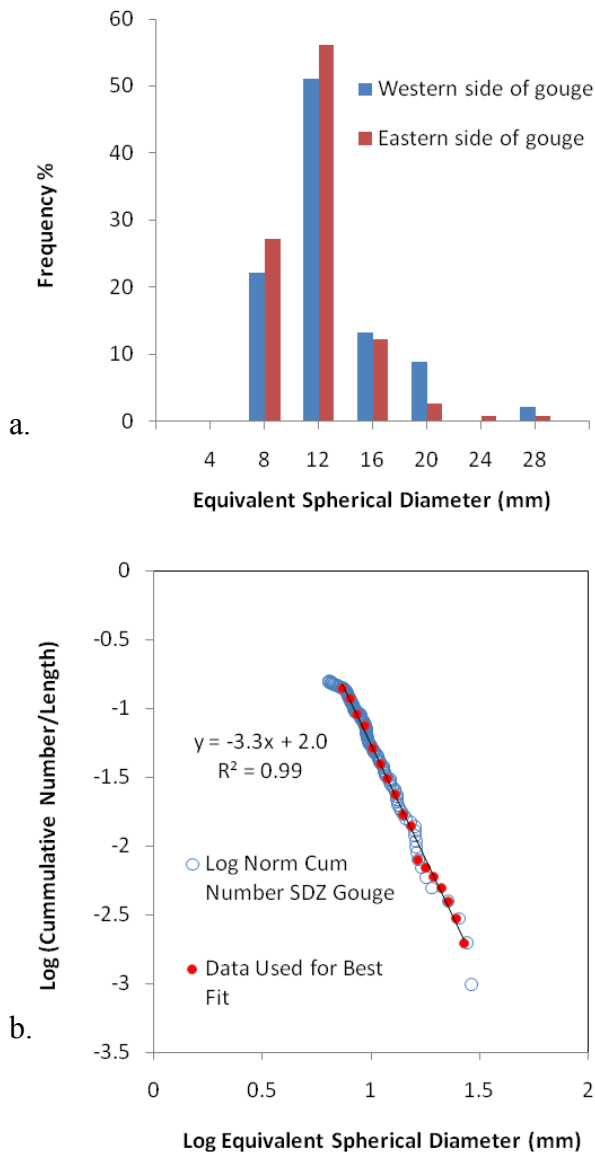 60
50
40
30
20
10
0
Frequency %
Western side of gouge
Eastern side of gouge
4 8 12 16 20 24 28
Equivalent Spherical Diameter (mm)
a.
0
-0.5
-1
-1.5
-2
-2.5
-3
-3.5
Log (Cummulative Number/Length)
y = -3.3x + 2.0
R² = 0.99
Log Norm Cum
Number SDZ Gouge
Data Used for Best
Fit
0 0.5 1 1.5 2
Log Equivalent Spherical Diameter (mm)
b.